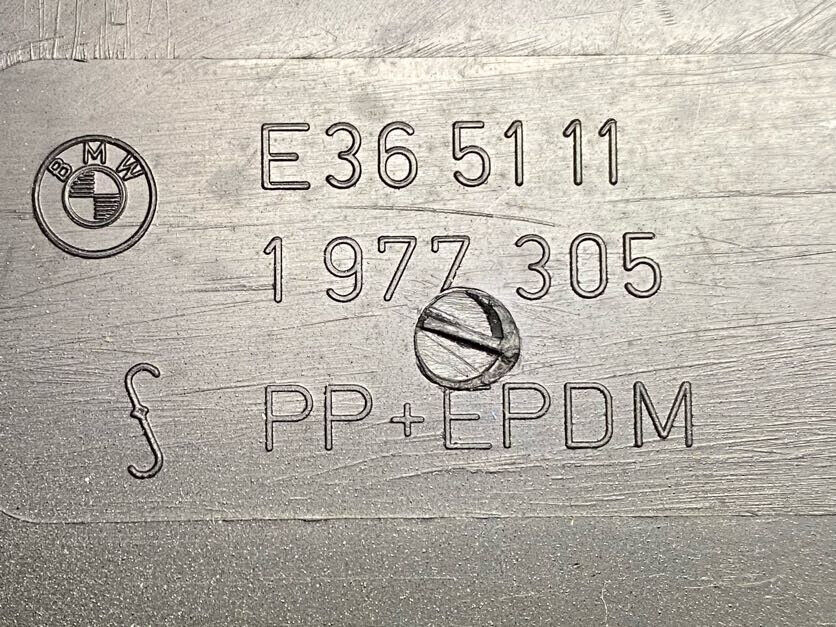 BMW
E36 51 11
1 977 305
PP+EPDM